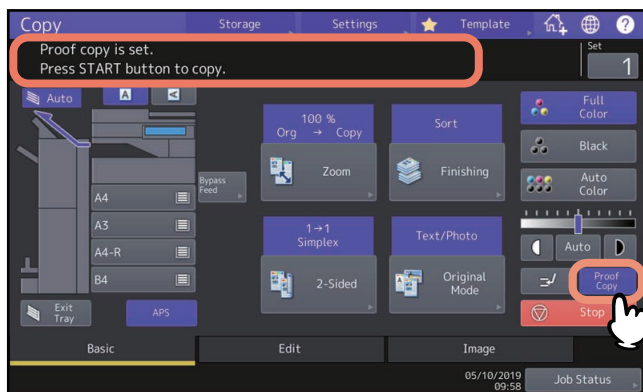 Copy
Storage
Settings
Template
?
Proof copy is set.
Press START button to copy.
Set
1
Auto
A
A
Bypass
Feed
A4
A3
A4-R
B4
Exit
Tray
APS
100 %
Org → Copy
Zoom
Sort
Finishing
1→1
Simplex
2-Sided
Text/Photo
Original
Mode
Full
Color
Black
Auto
Color
Auto
Proof
Copy
Stop
Basic
Edit
Image
05/10/2019
09:58
Job Status